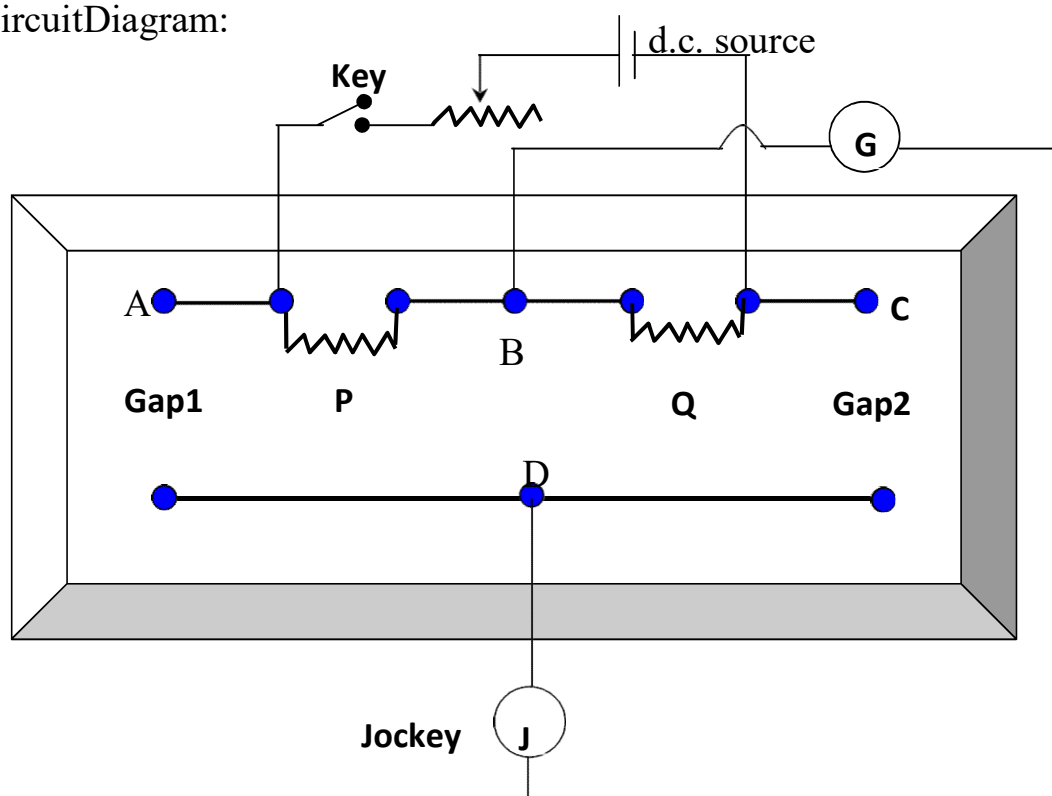 ircuitDiagram:
d.c. source
Key
G
A
C
B
Gap1 P Q Gap2
D
Jockey J